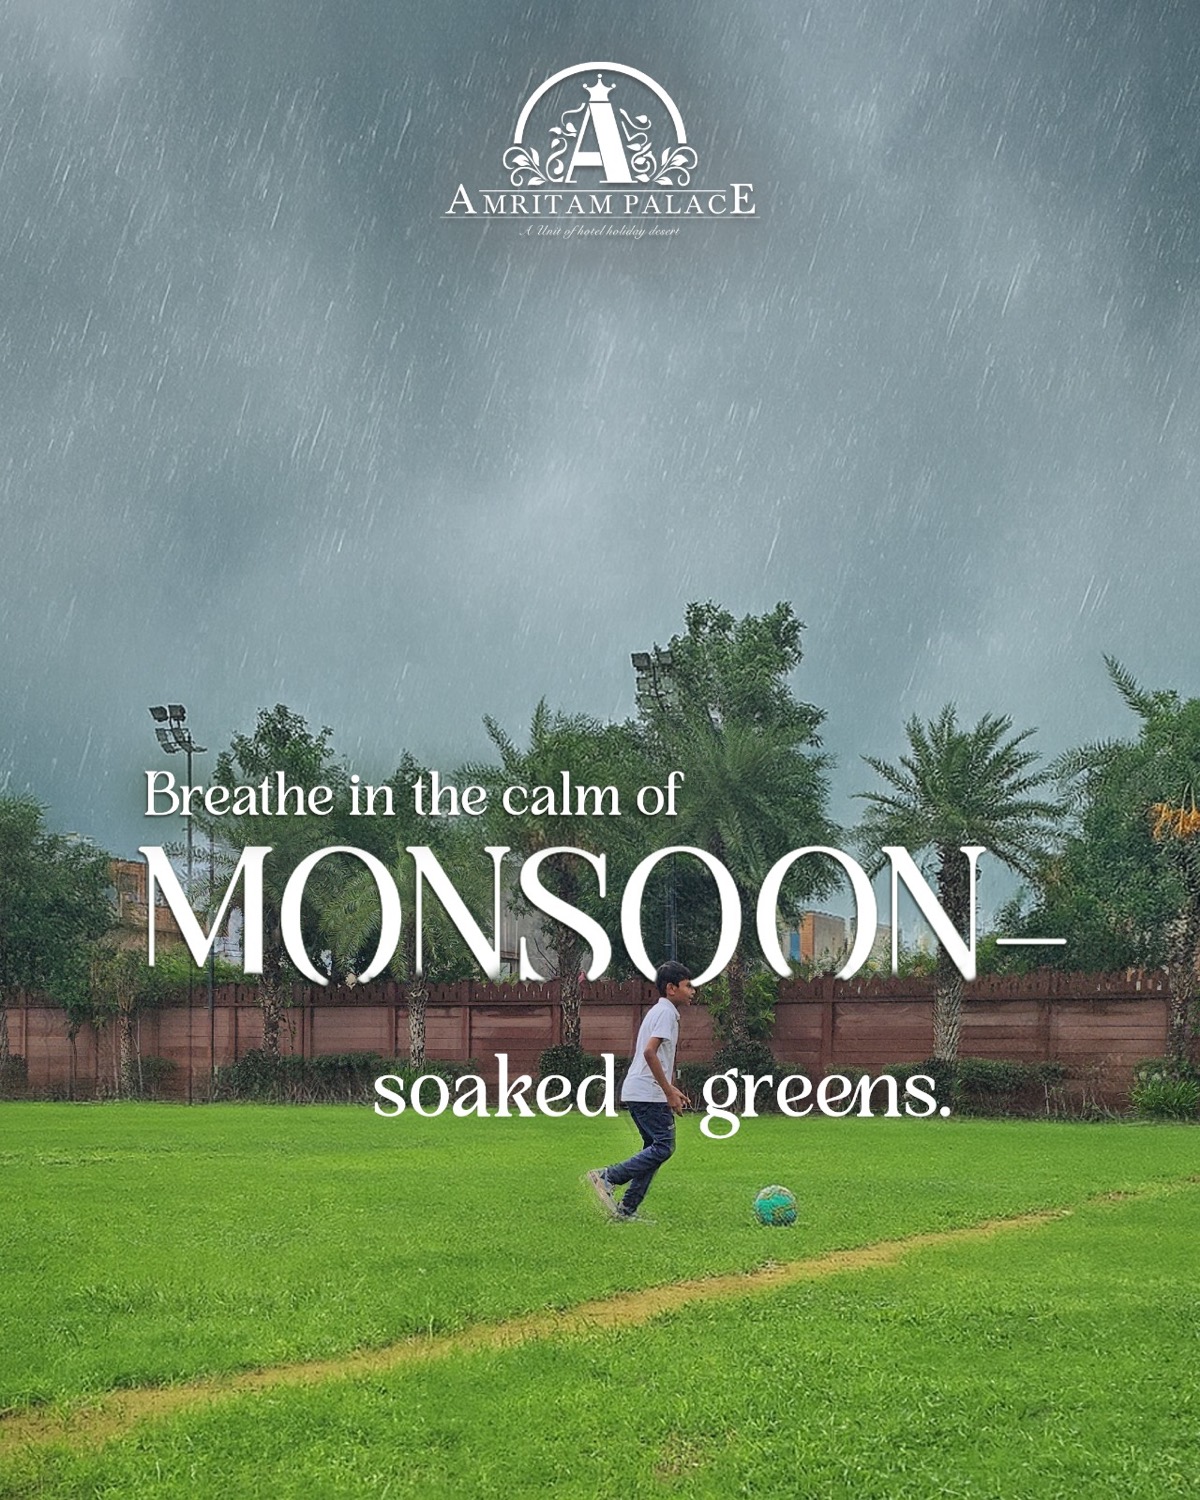 A
AMRITAM PALACE
A Unit of hotel holiday desert
Breathe in the calm of
MONSOON–
soaked greens.